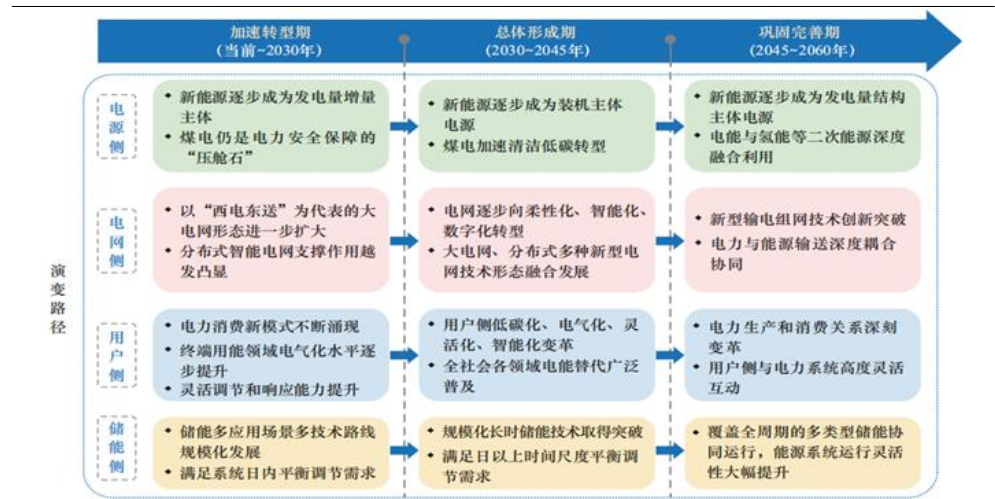 加速转型期
(当前~2030年)
总体形成期
(2030~2045年)
巩固完善期
(2045~2060年)
演变路径
电源侧
• 新能源逐步成为发电量增量
主体
• 煤电仍是电力安全保障的
“压舱石”
• 新能源逐步成为装机主体
电源
• 煤电加速清洁低碳转型
• 新能源逐步成为发电量结构
主体电源
• 电能与氢能等二次能源深度
融合利用
电网侧
• 以“西电东送”为代表的大
电网形态进一步扩大
• 分布式智能电网支撑作用越
发凸显
• 电网逐步向柔性化、智能化、
数字化转型
• 大电网、分布式多种新型电
网技术形态融合发展
• 新型输电组网技术创新突破
• 电力与能源输送深度耦合
协同
用户侧
• 电力消费新模式不断涌现
• 终端用能领域电气化水平逐
步提升
• 灵活调节和响应能力提升
• 用户侧低碳化、电气化、灵
活化、智能化变革
• 全社会各领域电能替代广泛
普及
• 电力生产和消费关系深刻
变革
• 用户侧与电力系统高度灵活
互动
储能侧
• 储能多应用场景多技术路线
规模化发展
• 满足系统日内平衡调节需求
• 规模化长时储能技术取得突破
• 满足日以上时间尺度平衡调
节需求
• 覆盖全周期的多类型储能协
同运行，能源系统运行灵活
性大幅提升